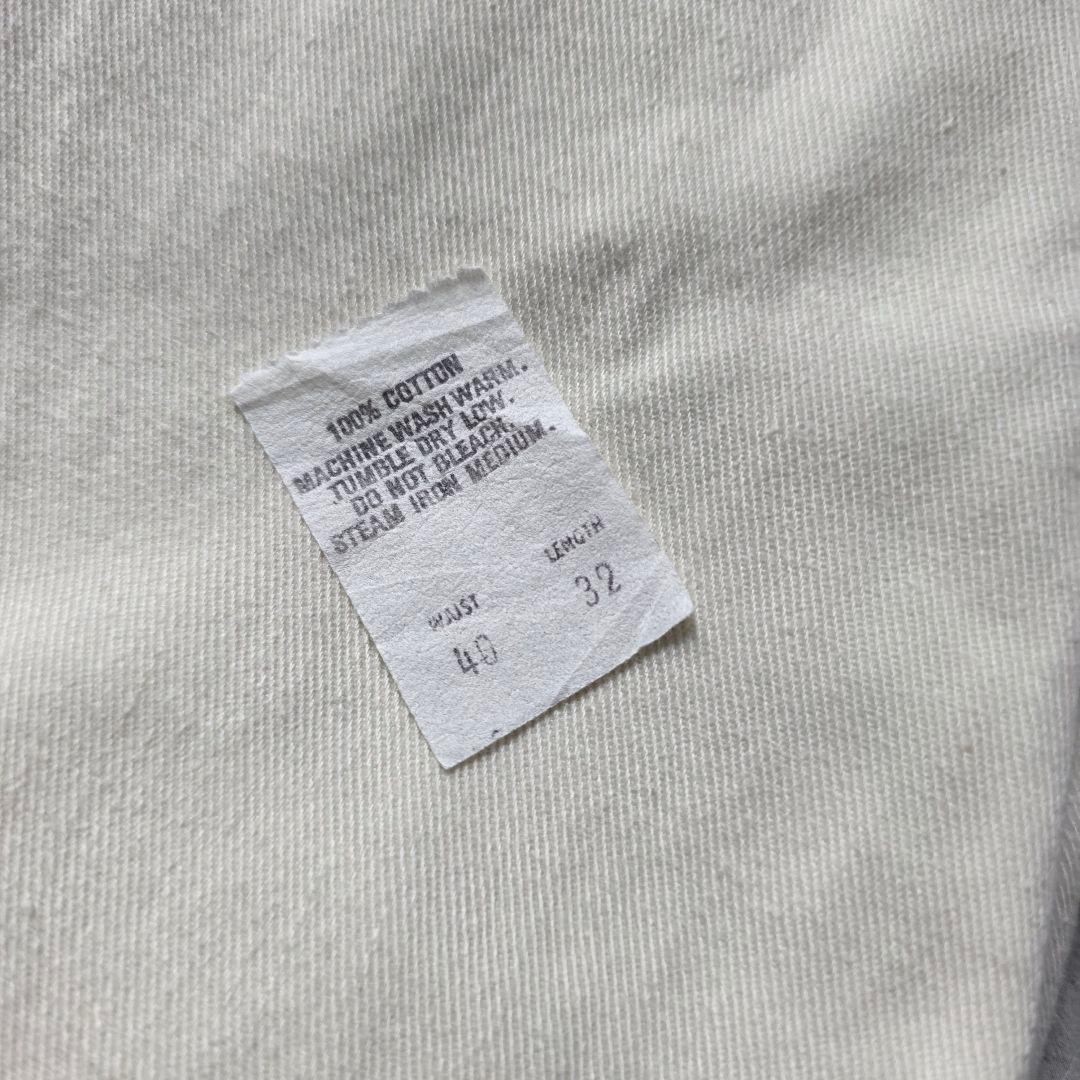 100% COTTON
MACHINE WASH WARM.
TUMBLE DRY LOW.
DO NOT BLEACH.
STEAM IRON MEDIUM.
WAIST LENGTH
40 32